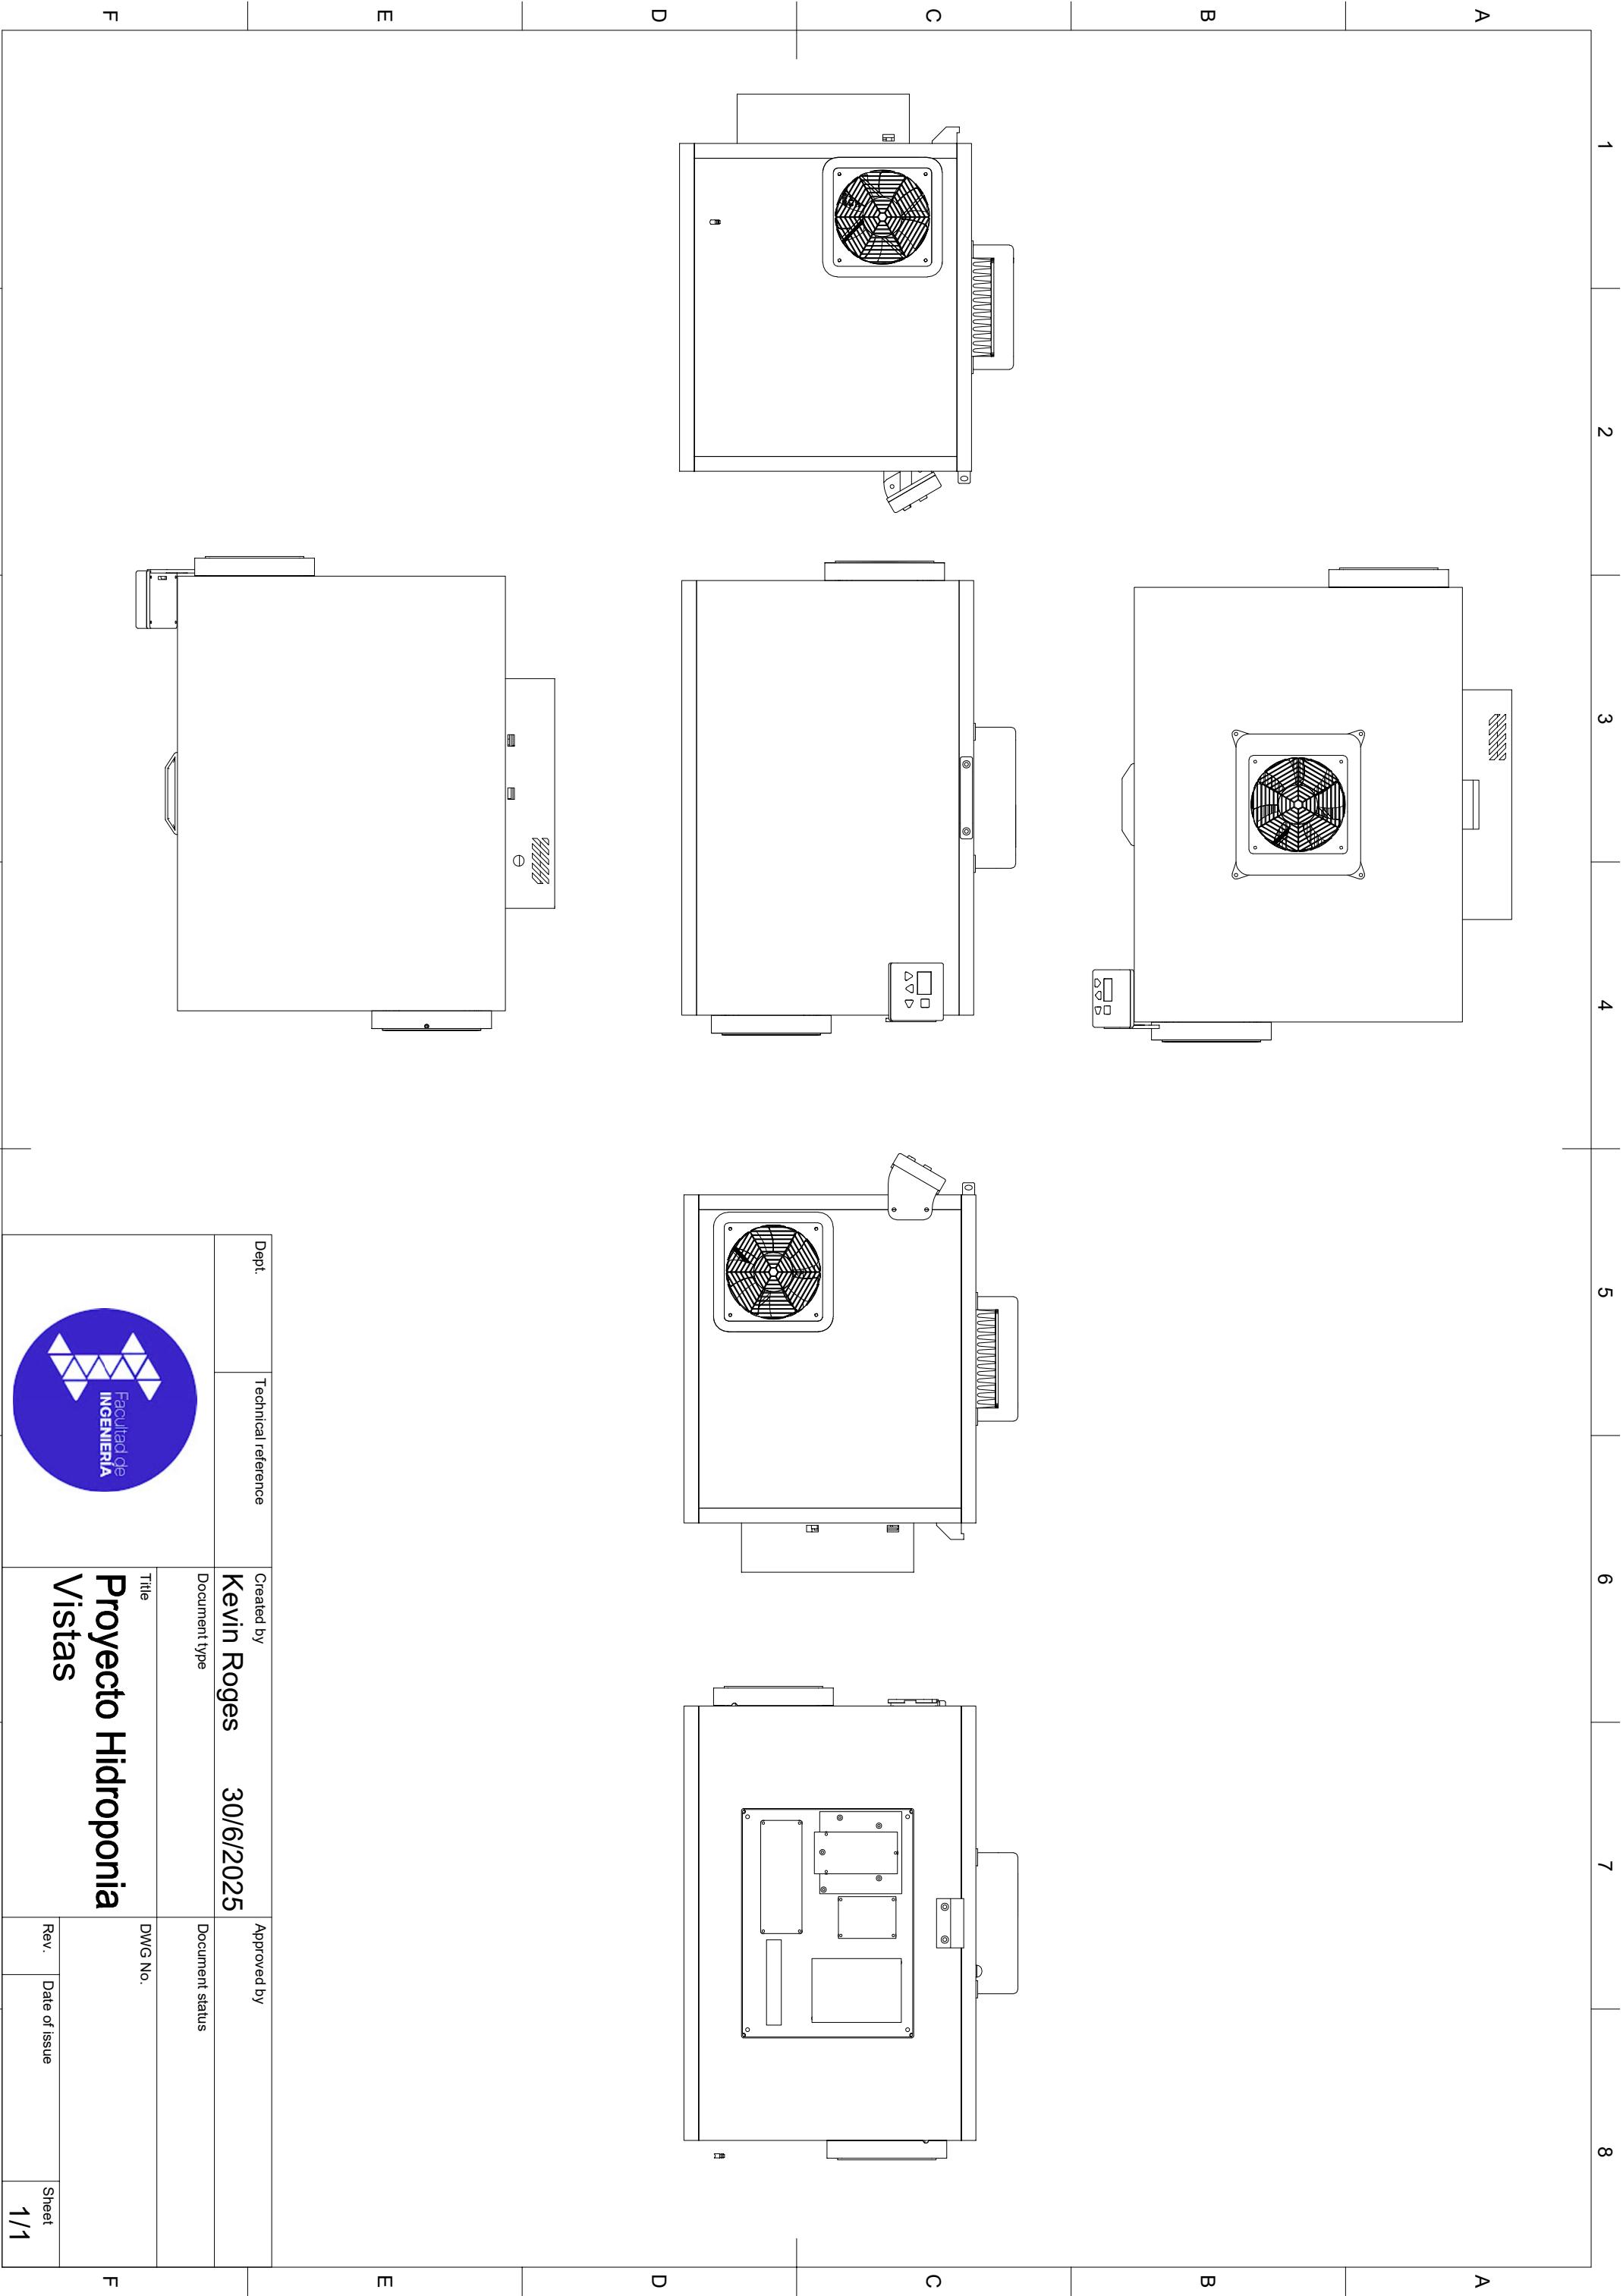 1 2 3 4 5 6 7 8
A A
B B
C C
D D
E E
F F
Dept.
Technical reference
Created by
Kevin Roges 30/6/2025
Approved by
Document type
Document status
Facultad de
INGENIERÍA
Title
Proyecto Hidroponia
Vistas
DWG No.
Rev.
Date of issue
Sheet
1/1